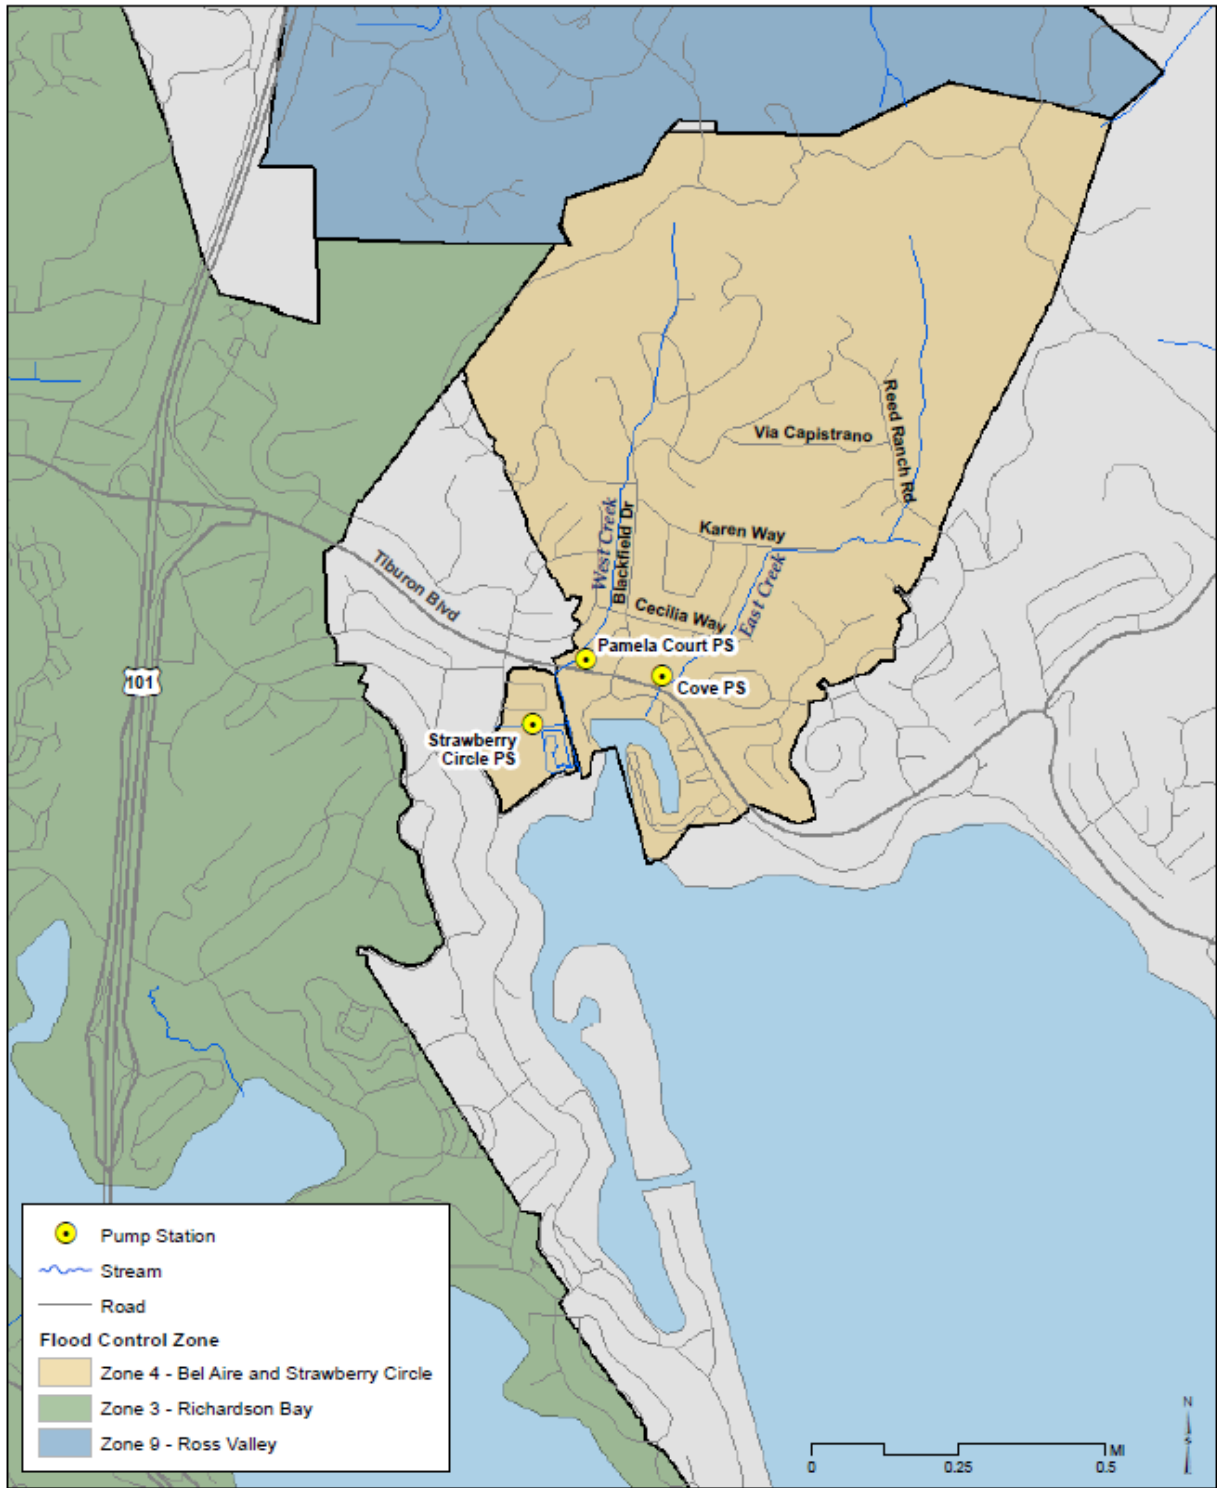 Reed Ranch Rd
Via Capistrano
Karen Way
West Creek
Blackfield Dr
East Creek
Tiburon Blvd
Cecilia Way
Pamela Court PS
Cove PS
101
Strawberry
Circle PS
Pump Station
Stream
Road
Flood Control Zone
Zone 4 - Bel Aire and Strawberry Circle
Zone 3 - Richardson Bay
Zone 9 - Ross Valley
N
S
MI
0 0.25 0.5